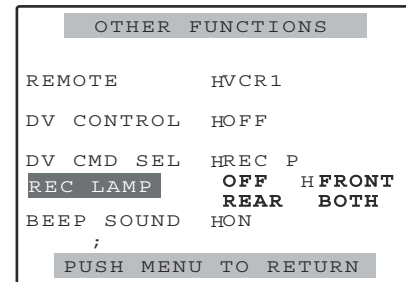 OTHER FUNCTIONS
REMOTE HVCR1
DV CONTROL HOFF
DV CMD SEL HREC P
REC LAMP OFF H FRONT
REAR BOTH
BEEP SOUND HON
;
PUSH MENU TO RETURN